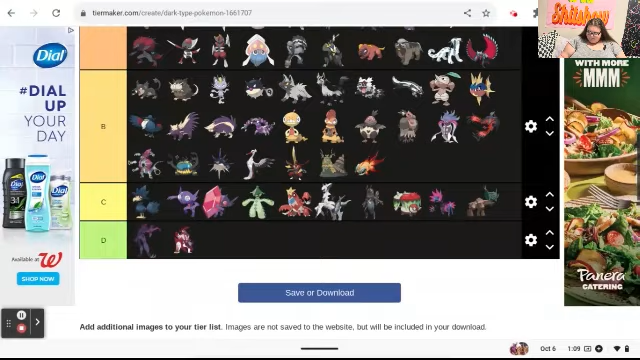 tiermaker.com/create/dark-type-pokemon-1661707
Dial
#DIAL
UP
YOUR
DAY
Dial
Available at W
SHOP NOW
B
C
D
Shitshow
WITH MORE
MMM
Panera
CATERING
Save or Download
Add additional images to your tier list. Images are not saved to the website, but will be included in your download.
Oct 6
1:09